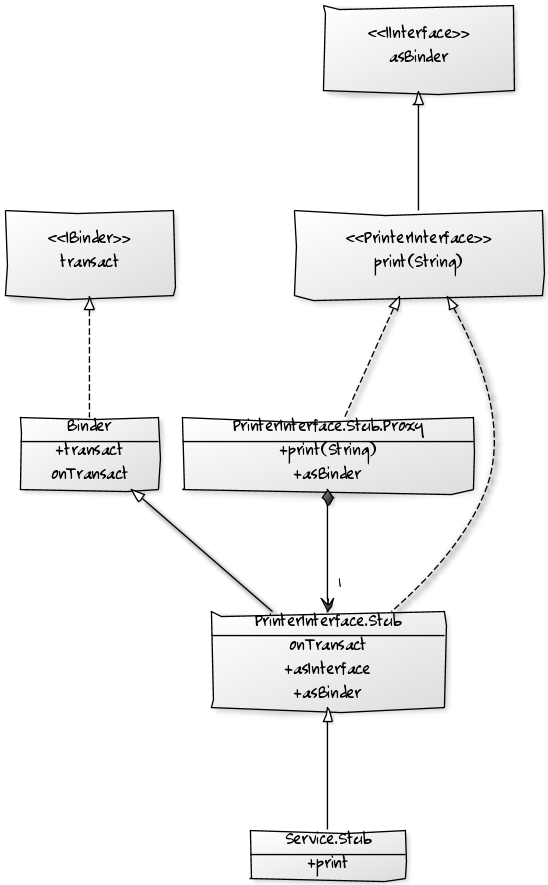 <<IInterface>>
asBinder
<<IBinder>>
transact
<<PrinterInterface>>
print(String)
Binder
+transact
onTransact
PrinterInterface.Stub.Proxy
+print(String)
+asBinder
1
PrinterInterface.Stub
onTransact
+asInterface
+asBinder
Service.Stub
+print